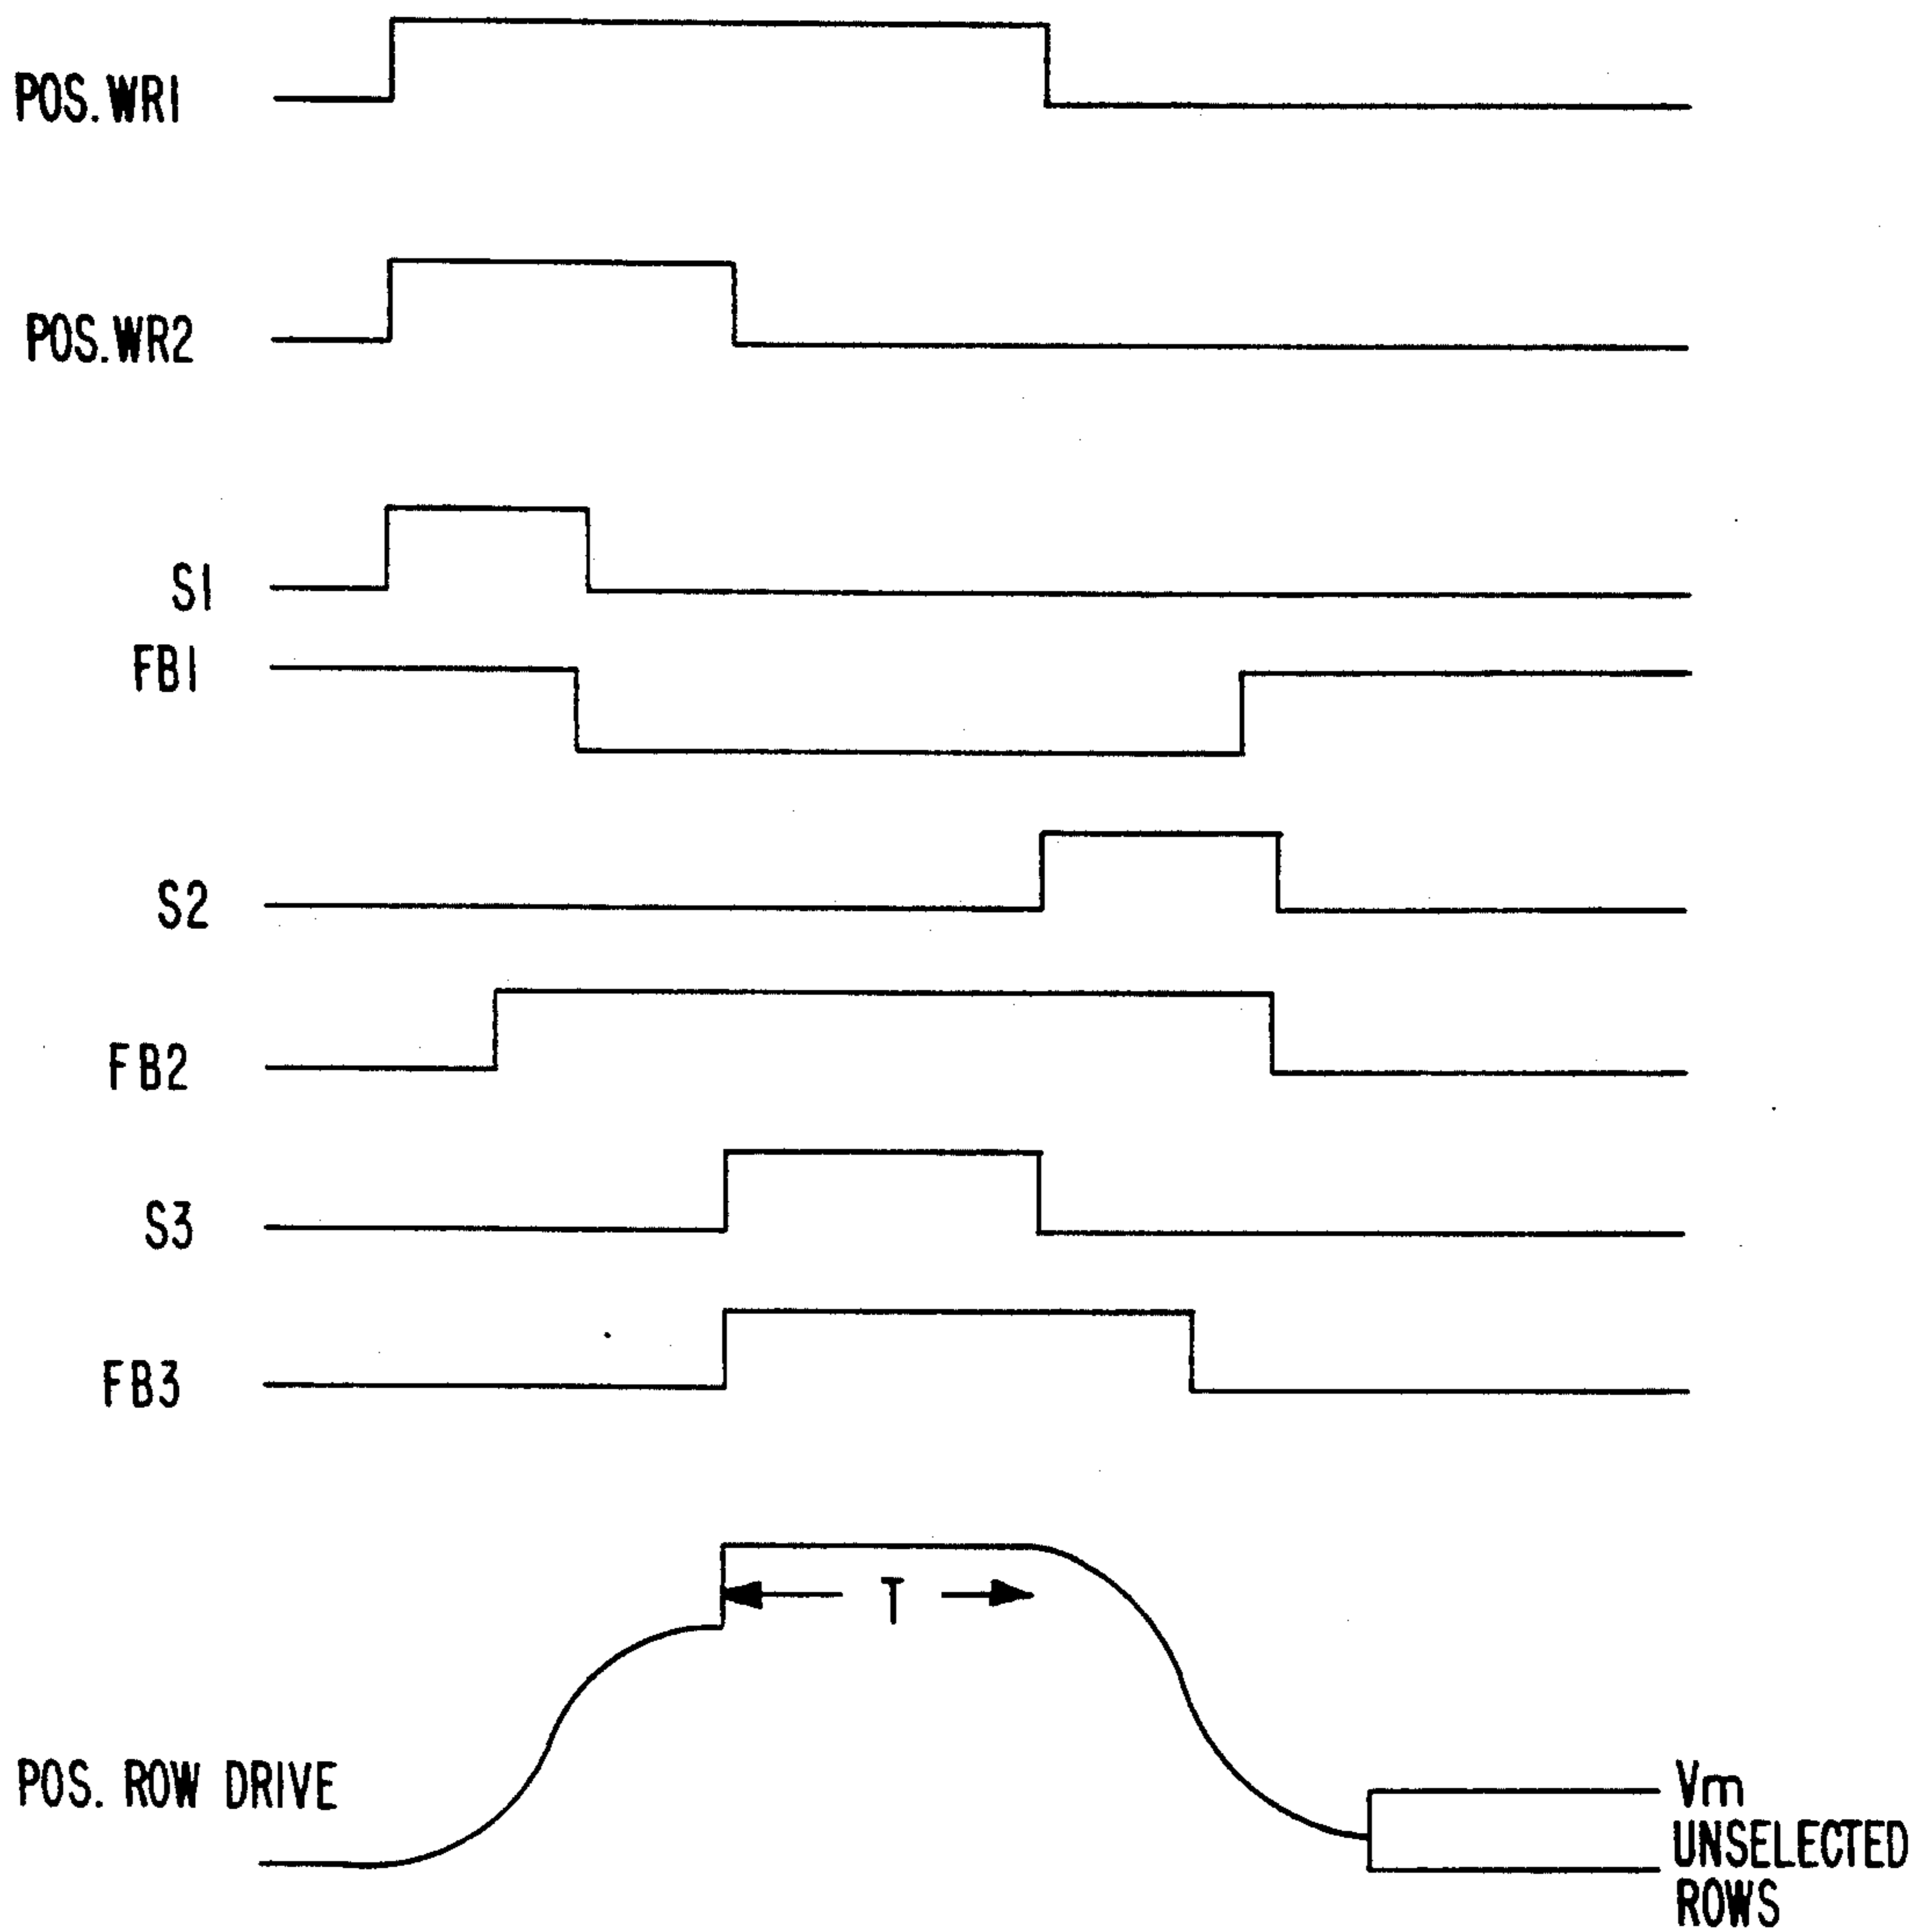 POS. WR1
POS. WR2
S1
FB1
S2
FB2
S3
FB3
T
POS. ROW DRIVE
Vm
UNSELECTED
ROWS